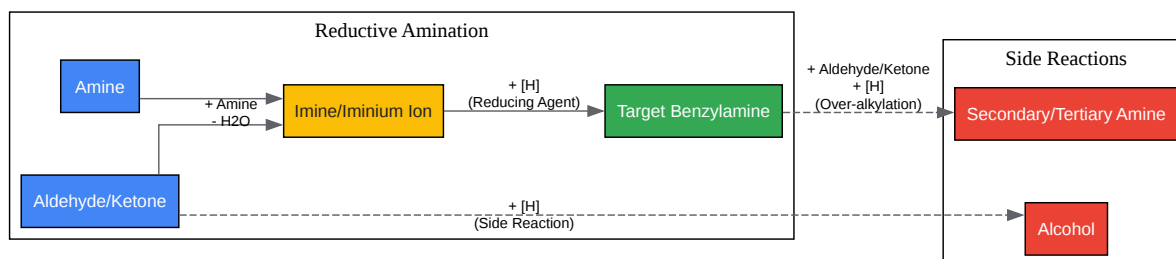 Reductive Amination
Side Reactions
Amine
+ Amine
- H2O
Imine/Iminium Ion
+ [H]
(Reducing Agent)
Target Benzylamine
+ Aldehyde/Ketone
+ [H]
(Over-alkylation)
Secondary/Tertiary Amine
Aldehyde/Ketone
+ [H]
(Side Reaction)
Alcohol